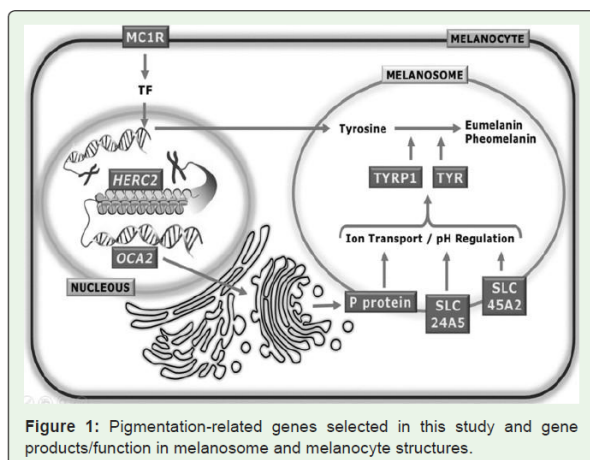 MC1R
MELANOCYTE
TF
MELANOSOME
Tyrosine
Eumelanin
Pheomelanin
HERC2
TYRP1
TYR
Ion Transport / pH Regulation
OCA2
NUCLEOUS
P protein
SLC
24A5
SLC
45A2
Figure 1: Pigmentation-related genes selected in this study and gene
products/function in melanosome and melanocyte structures.